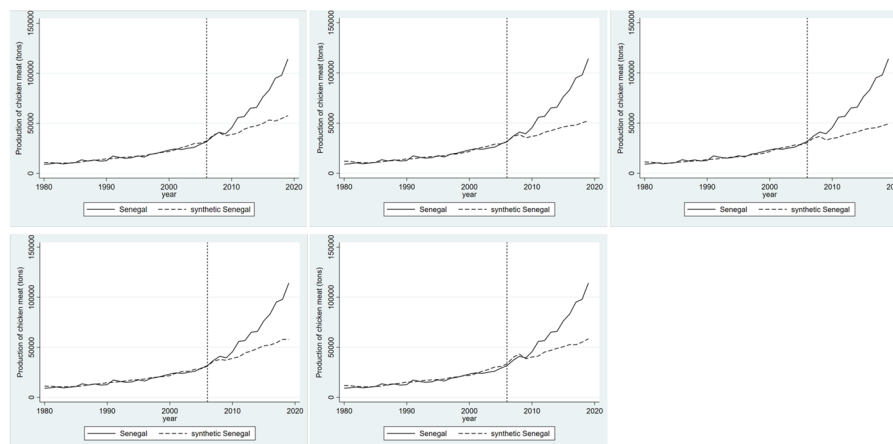 Production of chicken meat (tons)
150000
100000
50000
0
1980
1990
2000
2010
2020
year
Senegal
synthetic Senegal
Production of chicken meat (tons)
150000
100000
50000
0
1980
1990
2000
2010
2020
year
Senegal
synthetic Senegal
Production of chicken meat (tons)
150000
100000
50000
0
1980
1990
2000
2010
2020
year
Senegal
synthetic Senegal
Production of chicken meat (tons)
150000
100000
50000
0
1980
1990
2000
2010
2020
year
Senegal
synthetic Senegal
Production of chicken meat (tons)
150000
100000
50000
0
1980
1990
2000
2010
2020
year
Senegal
synthetic Senegal